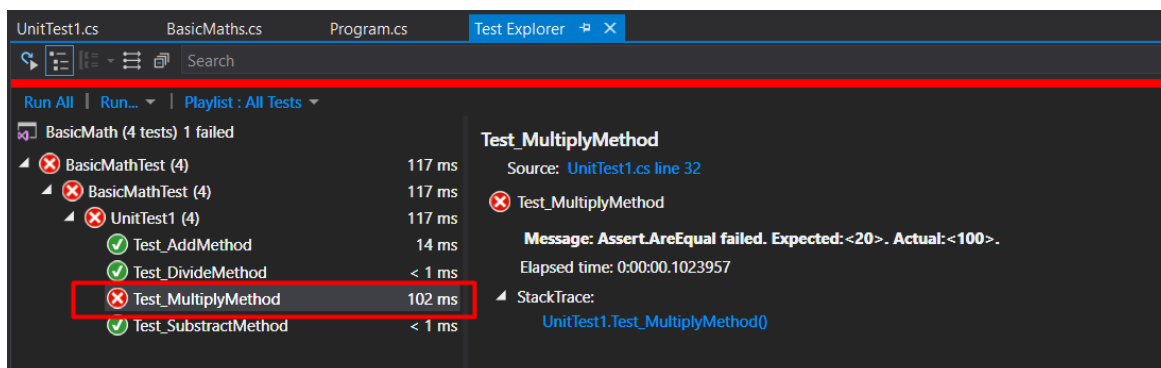 UnitTest1.cs BasicMaths.cs Program.cs Test Explorer
Search
Run All | Run... | Playlist : All Tests
BasicMath (4 tests) 1 failed
BasicMathTest (4) 117 ms
BasicMathTest (4) 117 ms
UnitTest1 (4) 117 ms
Test_AddMethod 14 ms
Test_DivideMethod < 1 ms
Test_MultiplyMethod 102 ms
Test_SubstractMethod < 1 ms
Test_MultiplyMethod
Source: UnitTest1.cs line 32
Test_MultiplyMethod
Message: Assert.AreEqual failed. Expected:<20>. Actual:<100>.
Elapsed time: 0:00:00.1023957
StackTrace:
UnitTest1.Test_MultiplyMethod()